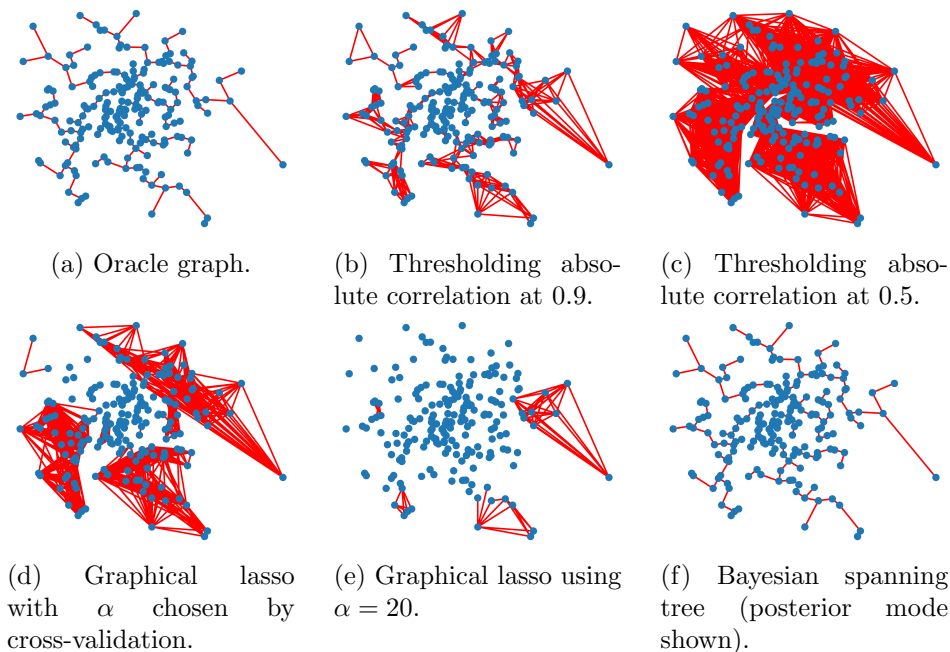 (a) Oracle graph.
(b) Thresholding abso-
lute correlation at 0.9.
(c) Thresholding abso-
lute correlation at 0.5.
(d) Graphical lasso
with α chosen by
cross-validation.
(e) Graphical lasso using
α = 20.
(f) Bayesian spanning
tree (posterior mode
shown).